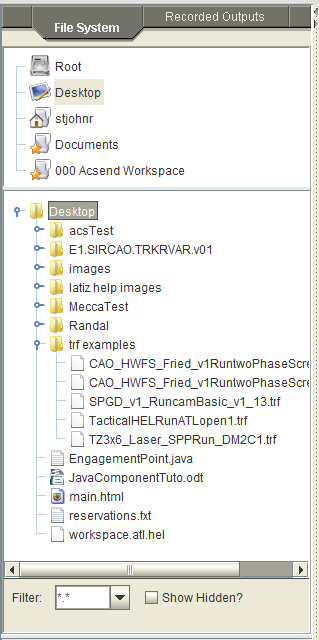 File System
Recorded Outputs
Root
Desktop
stjohnr
Documents
000 Acsend Workspace
Desktop
acsTest
E1.SIRCAO.TRKRVAR.v01
images
latiz help images
MeccaTest
Randal
trf examples
CAO_HWFS_Fried_v1RuntwoPhaseScre
CAO_HWFS_Fried_v1RuntwoPhaseScre
SPGD_v1_RuncamBasic_v1_13.trf
TacticalHELRunATLopen1.trf
TZ3x6_Laser_SPPRun_DM2C1.trf
EngagementPoint.java
JavaComponentTuto.odt
main.html
reservations.txt
workspace.atl.hel
Filter: *.* Show Hidden?